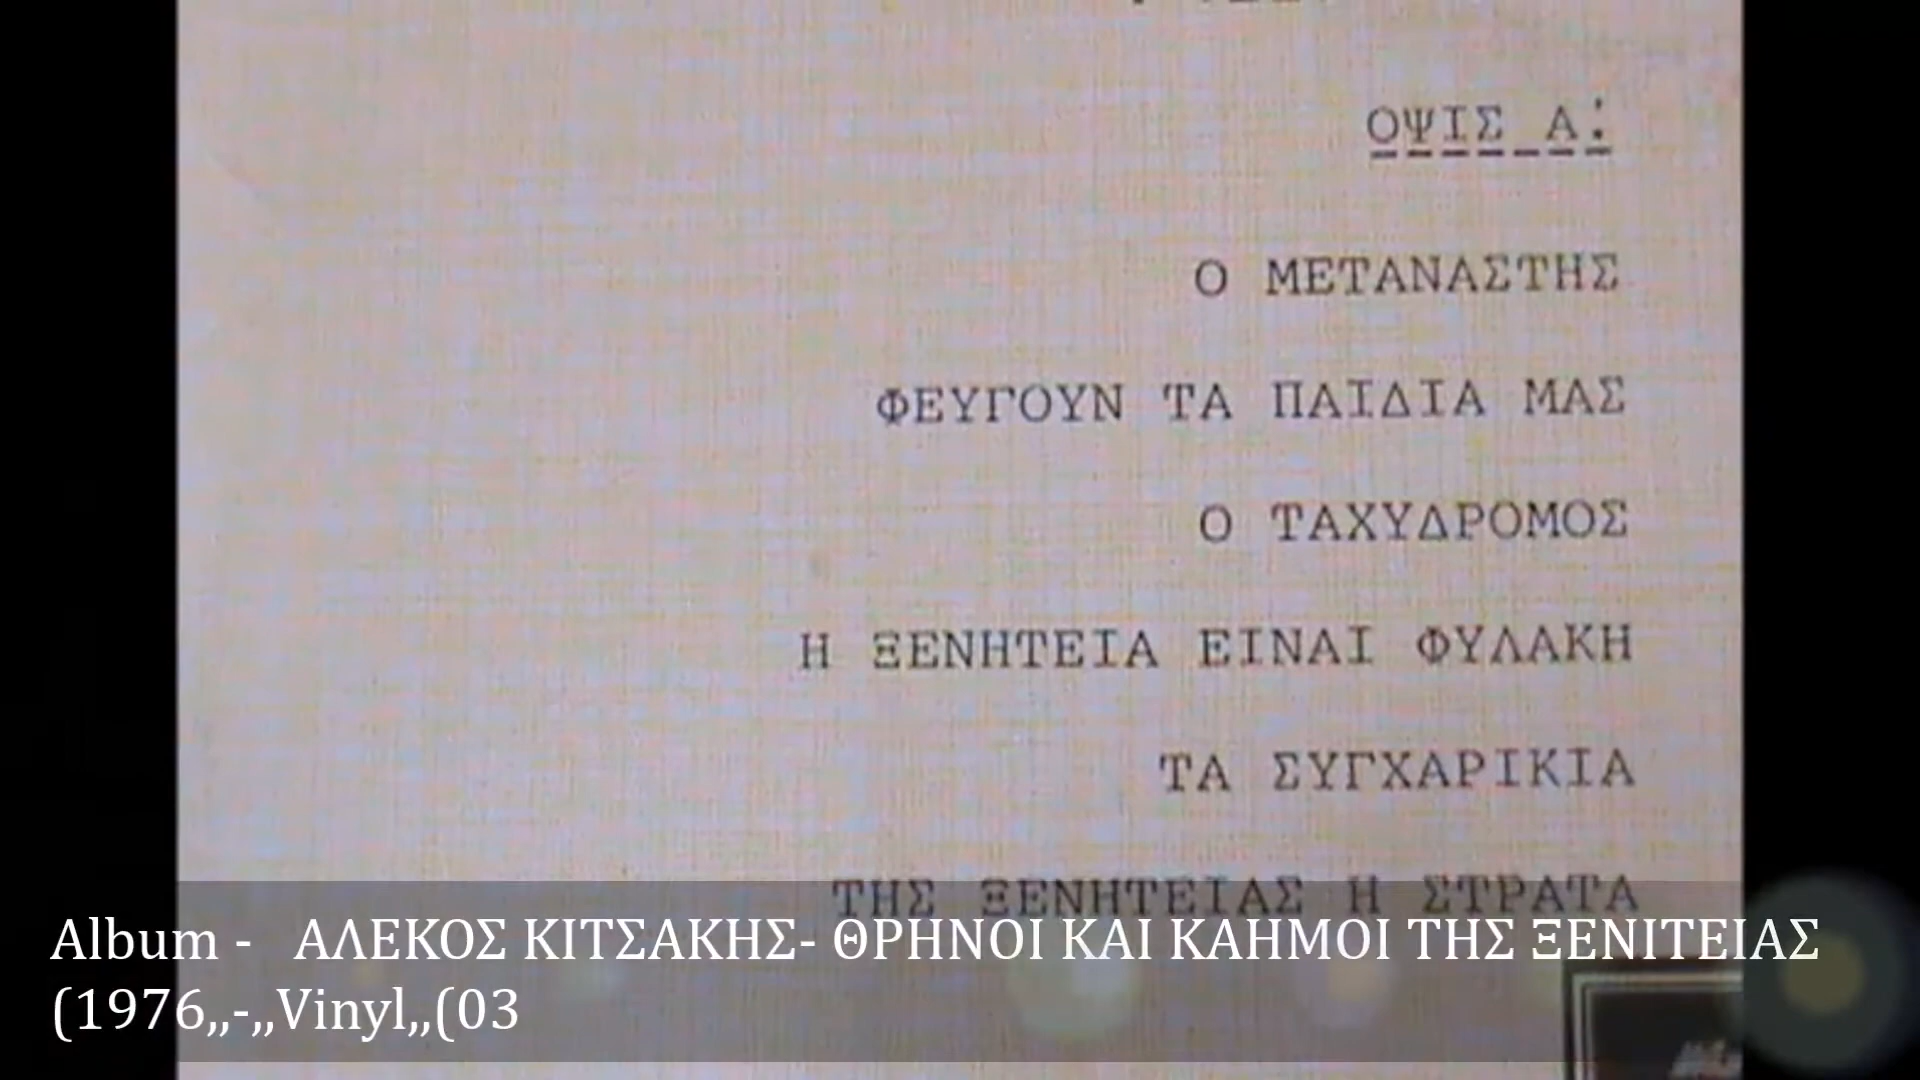 ΟΨΙΣ Α΄:
Ο ΜΕΤΑΝΑΣΤΗΣ
ΦΕΥΓΟΥΝ ΤΑ ΠΑΙΔΙΑ ΜΑΣ
Ο ΤΑΧΥΔΡΟΜΟΣ
Η ΞΕΝΗΤΕΙΑ ΕΙΝΑΙ ΦΥΛΑΚΗ
ΤΑ ΣΥΓΧΑΡΙΚΙΑ
ΤΗΣ ΞΕΝΗΤΕΙΑΣ Η ΣΤΡΑΤΑ
Album - ΑΛΕΚΟΣ ΚΙΤΣΑΚΗΣ- ΘΡΗΝΟΙ ΚΑΙ ΚΑΗΜΟΙ ΤΗΣ ΞΕΝΙΤΕΙΑΣ
(1976,,-,,Vinyl,,(03